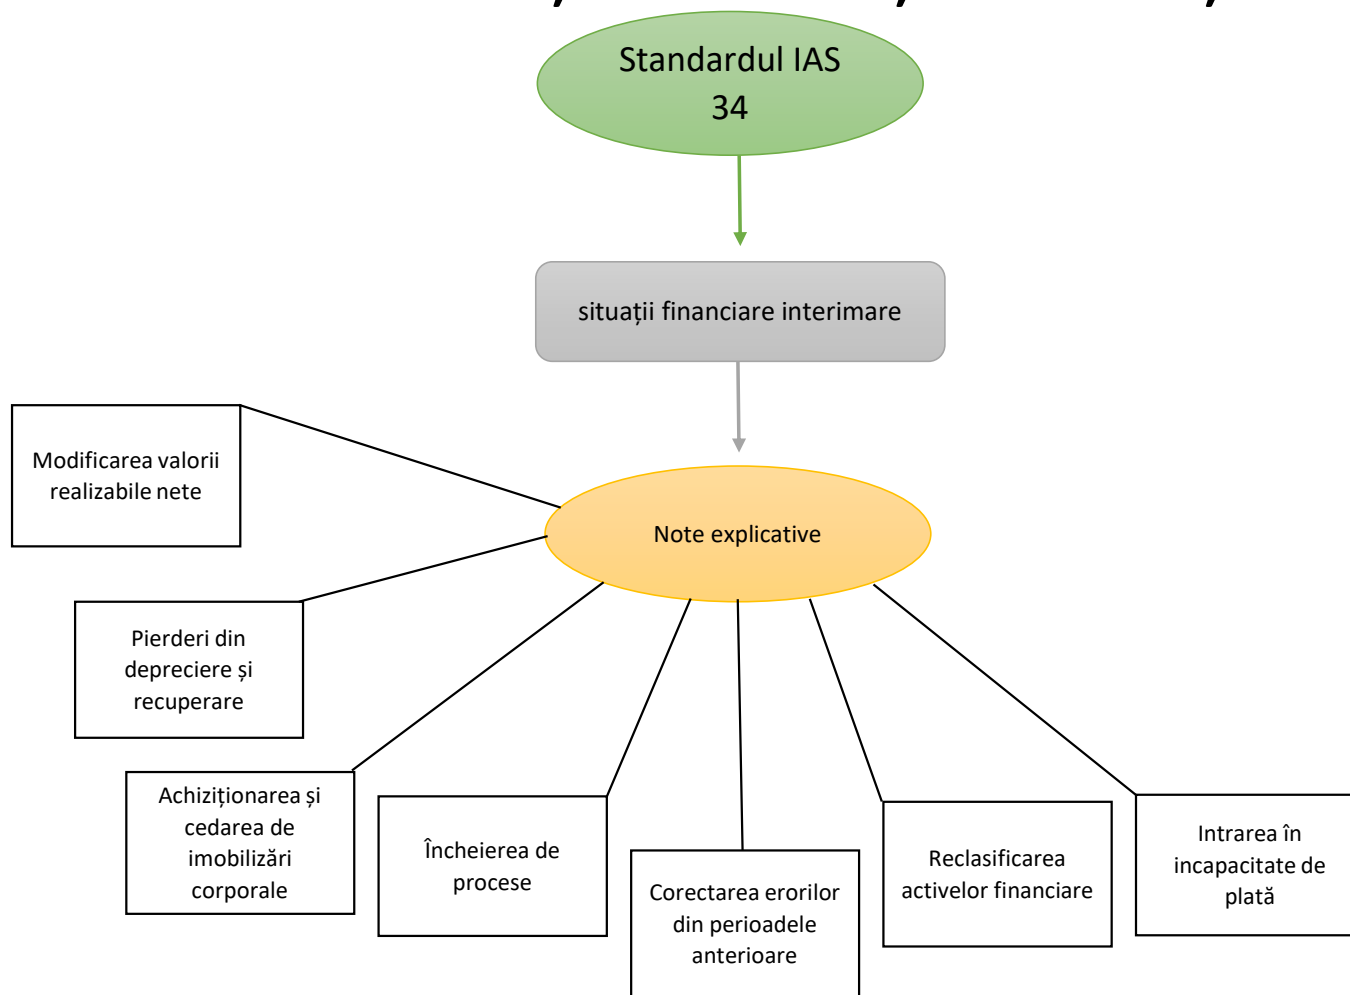 Standardul IAS
34
situații financiare interimare
Note explicative
Modificarea valorii
realizabile nete
Pierderi din
depreciere și
recuperare
Achiziționarea și
cedarea de
imobilizări
corporale
Încheierea de
procese
Corectarea erorilor
din perioadele
anterioare
Reclasificarea
activelor financiare
Intrarea în
incapacitate de
plată